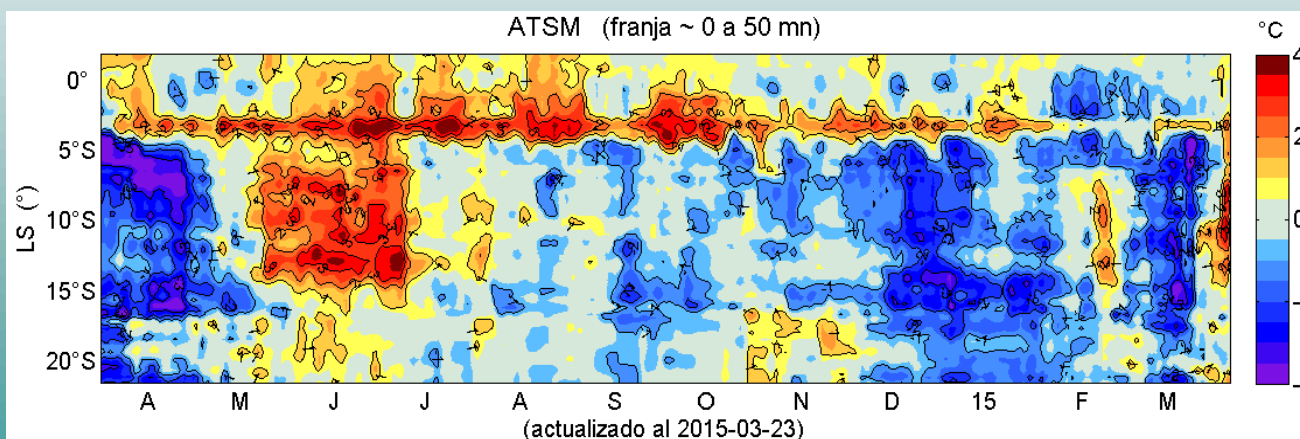 ATSM (franja ~ 0 a 50 mn)
°C
4
0°
5°S
10°S
15°S
20°S
LS (°)
0
A M J J A S O N D 15 F M
(actualizado al 2015-03-23)